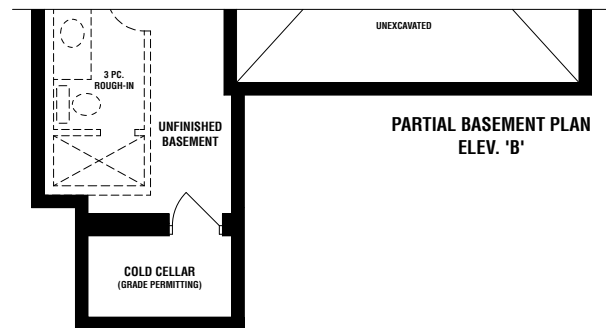 UNEXCAVATED
3 PC.
ROUGH-IN
UNFINISHED
BASEMENT
PARTIAL BASEMENT PLAN
ELEV. 'B'
COLD CELLAR
(GRADE PERMITTING)